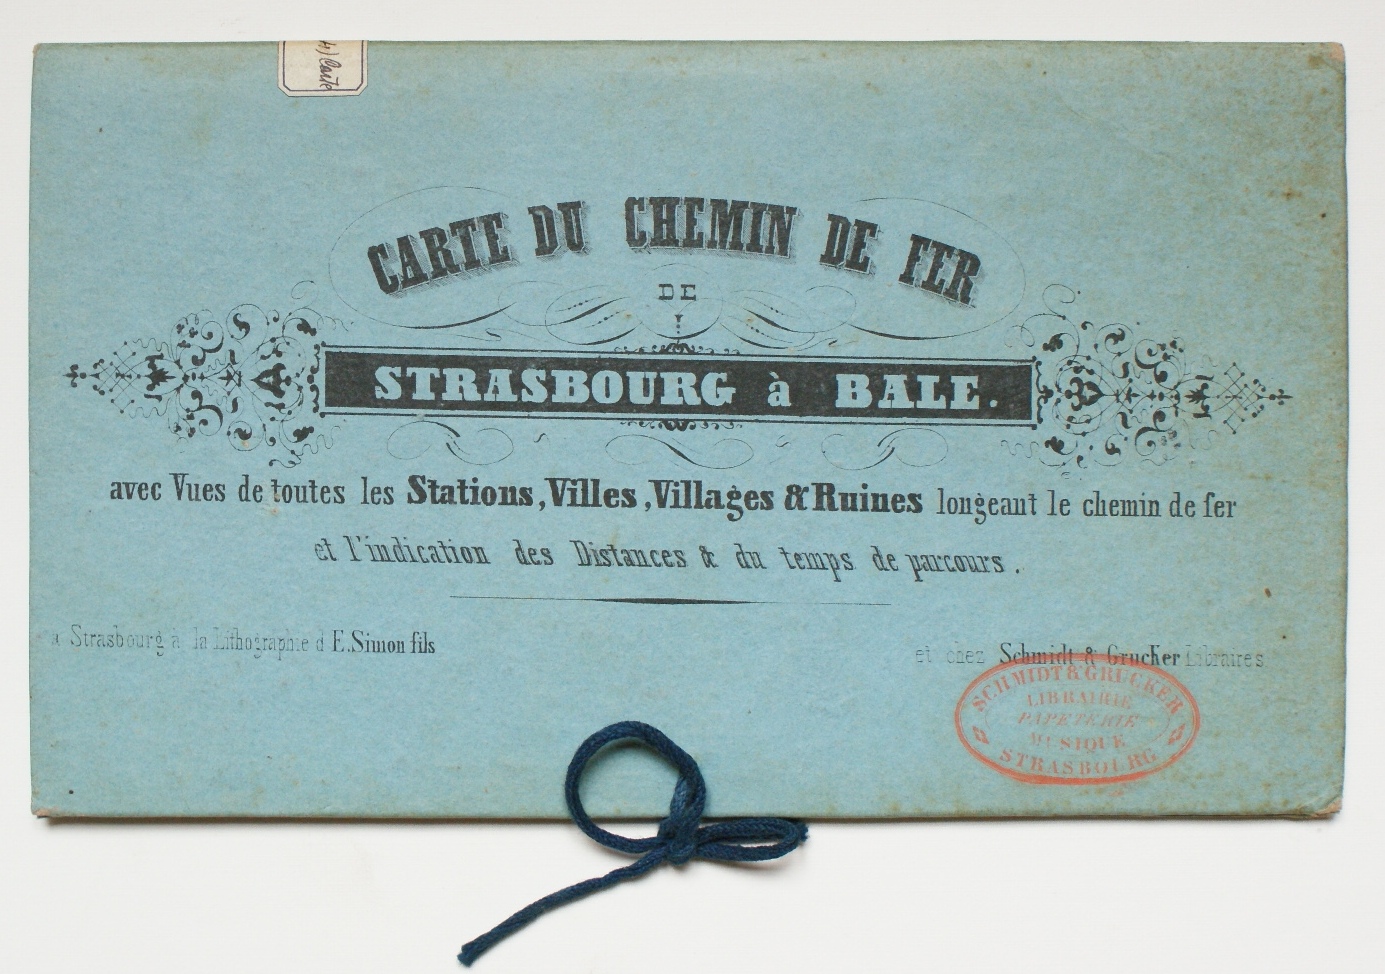 Carte
CARTE DU CHEMIN DE FER
DE
STRASBOURG à BALE.
avec Vues de toutes les Stations, Villes, Villages & Ruines longeant le chemin de fer
et l'indication des Distances & du temps de parcours.
a Strasbourg à la Lithographie d E. Simon fils
et chez Schmidt & Grucker Libraires
SCHMIDT & GRUCKER
LIBRAIRIE
PAPETERIE
MUSIQUE
STRASBOURG